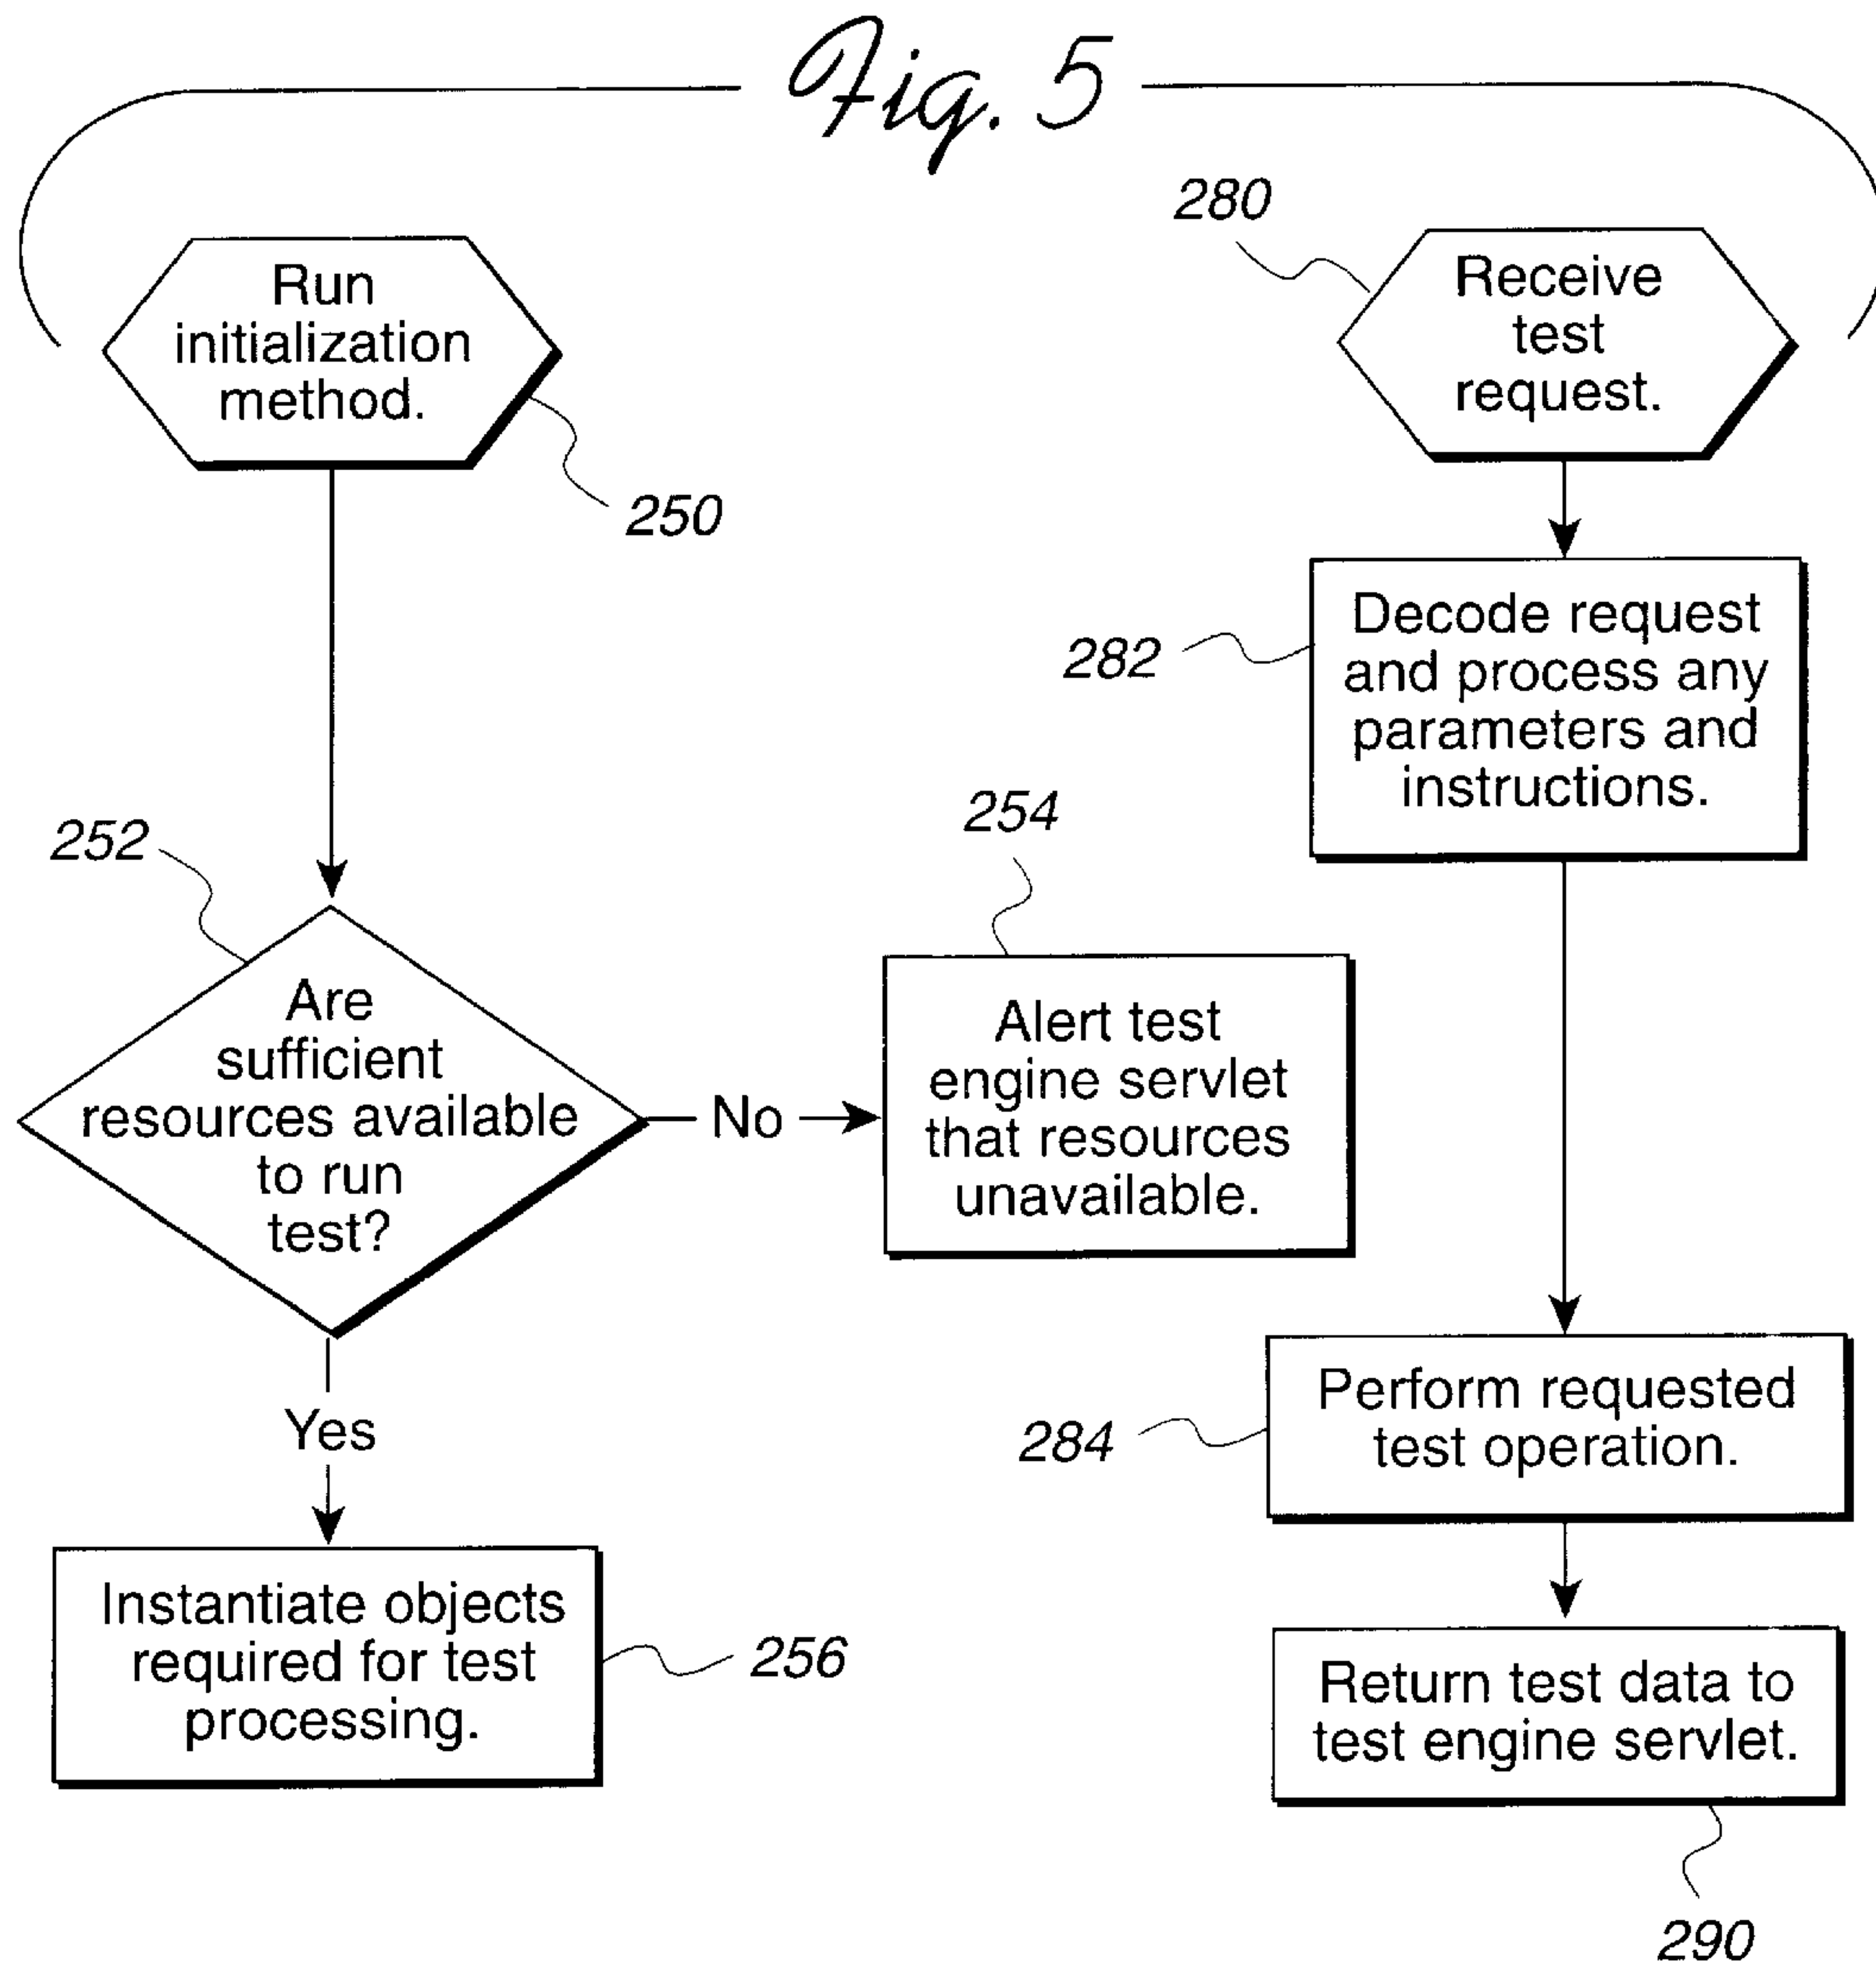 Fig. 5
Run
initialization
method.
250
252
Are
sufficient
resources available
to run
test?
No
254
Alert test
engine servlet
that resources
unavailable.
Yes
Instantiate objects
required for test
processing.
256
280
Receive
test
request.
282
Decode request
and process any
parameters and
instructions.
284
Perform requested
test operation.
Return test data to
test engine servlet.
290